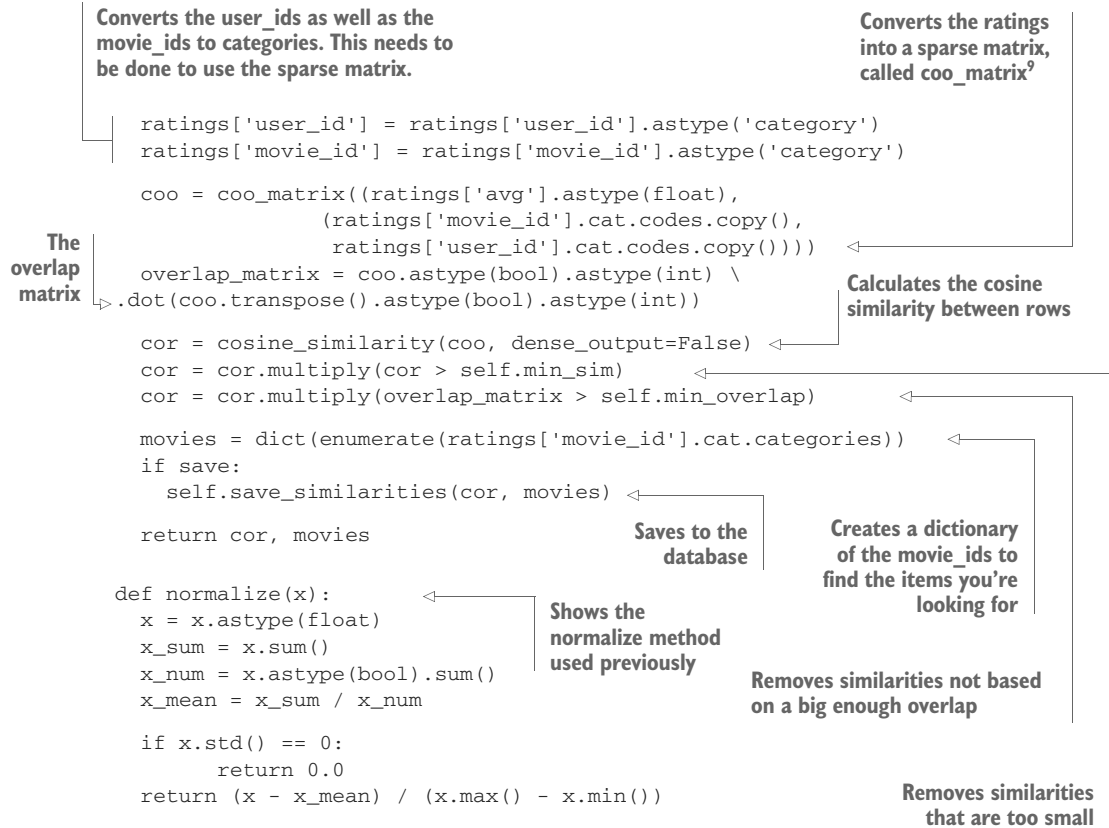 Converts the user_ids as well as the
movie_ids to categories. This needs to
be done to use the sparse matrix.
Converts the ratings
into a sparse matrix,
called coo_matrix⁹
ratings['user_id'] = ratings['user_id'].astype('category')
ratings['movie_id'] = ratings['movie_id'].astype('category')
coo = coo_matrix((ratings['avg'].astype(float),
(ratings['movie_id'].cat.codes.copy(),
ratings['user_id'].cat.codes.copy())))
The
overlap
matrix
overlap_matrix = coo.astype(bool).astype(int) \
.dot(coo.transpose().astype(bool).astype(int))
Calculates the cosine
similarity between rows
cor = cosine_similarity(coo, dense_output=False)
cor = cor.multiply(cor > self.min_sim)
cor = cor.multiply(overlap_matrix > self.min_overlap)
movies = dict(enumerate(ratings['movie_id'].cat.categories))
if save:
self.save_similarities(cor, movies)
return cor, movies
Saves to the
database
Creates a dictionary
of the movie_ids to
find the items you're
looking for
def normalize(x):
x = x.astype(float)
x_sum = x.sum()
x_num = x.astype(bool).sum()
x_mean = x_sum / x_num
Shows the
normalize method
used previously
Removes similarities not based
on a big enough overlap
if x.std() == 0:
return 0.0
return (x - x_mean) / (x.max() - x.min())
Removes similarities
that are too small